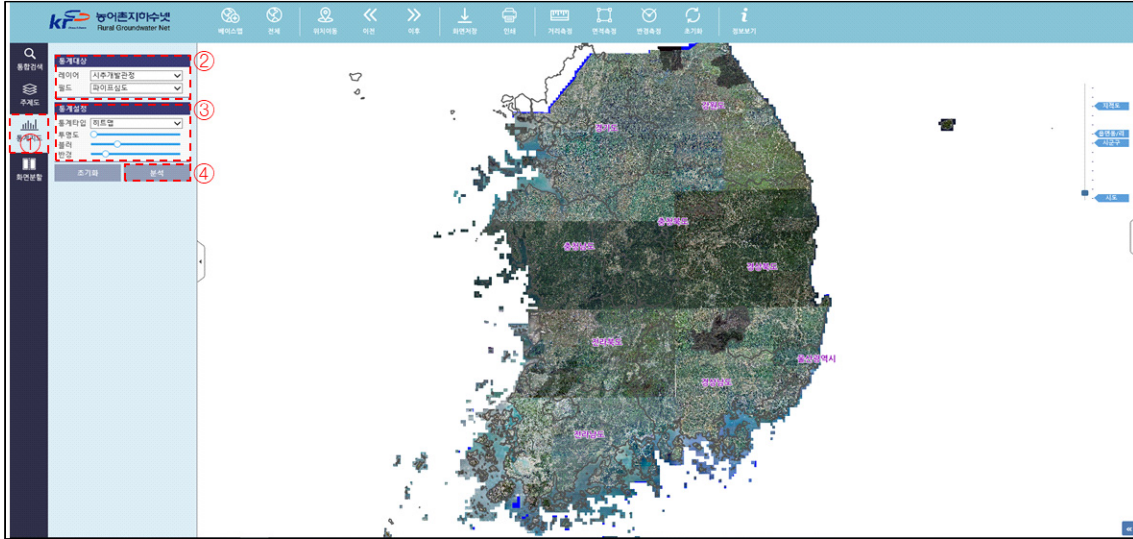 농어촌지하수넷
Rural Groundwater Net
베이스맵 전체 위치이동 이전 이후 화면저장 인쇄 거리측정 면적측정 반경측정 초기화 정보보기
통합검색
주제도
①
화면분할
통계대상 ②
레이어 시추개발관정
필드 파이프심도
통계설정 ③
통계타입 히트맵
투명도
블러
반경
초기화 분석 ④
강원도
경기도
충청북도
충청남도
경상북도
전라북도
울산광역시
경상남도
전라남도
지적도
읍면동/리
시군구
시도